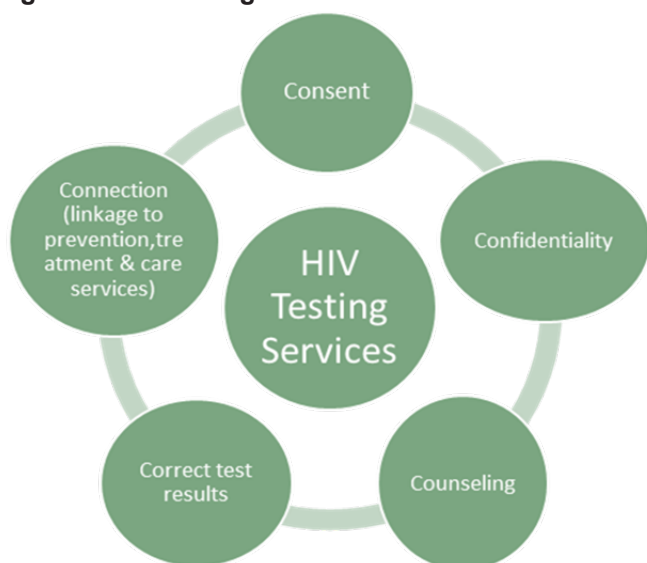 Consent
Confidentiality
Counseling
Correct test
results
Connection
(linkage to
prevention,tre
atment & care
services)
HIV
Testing
Services